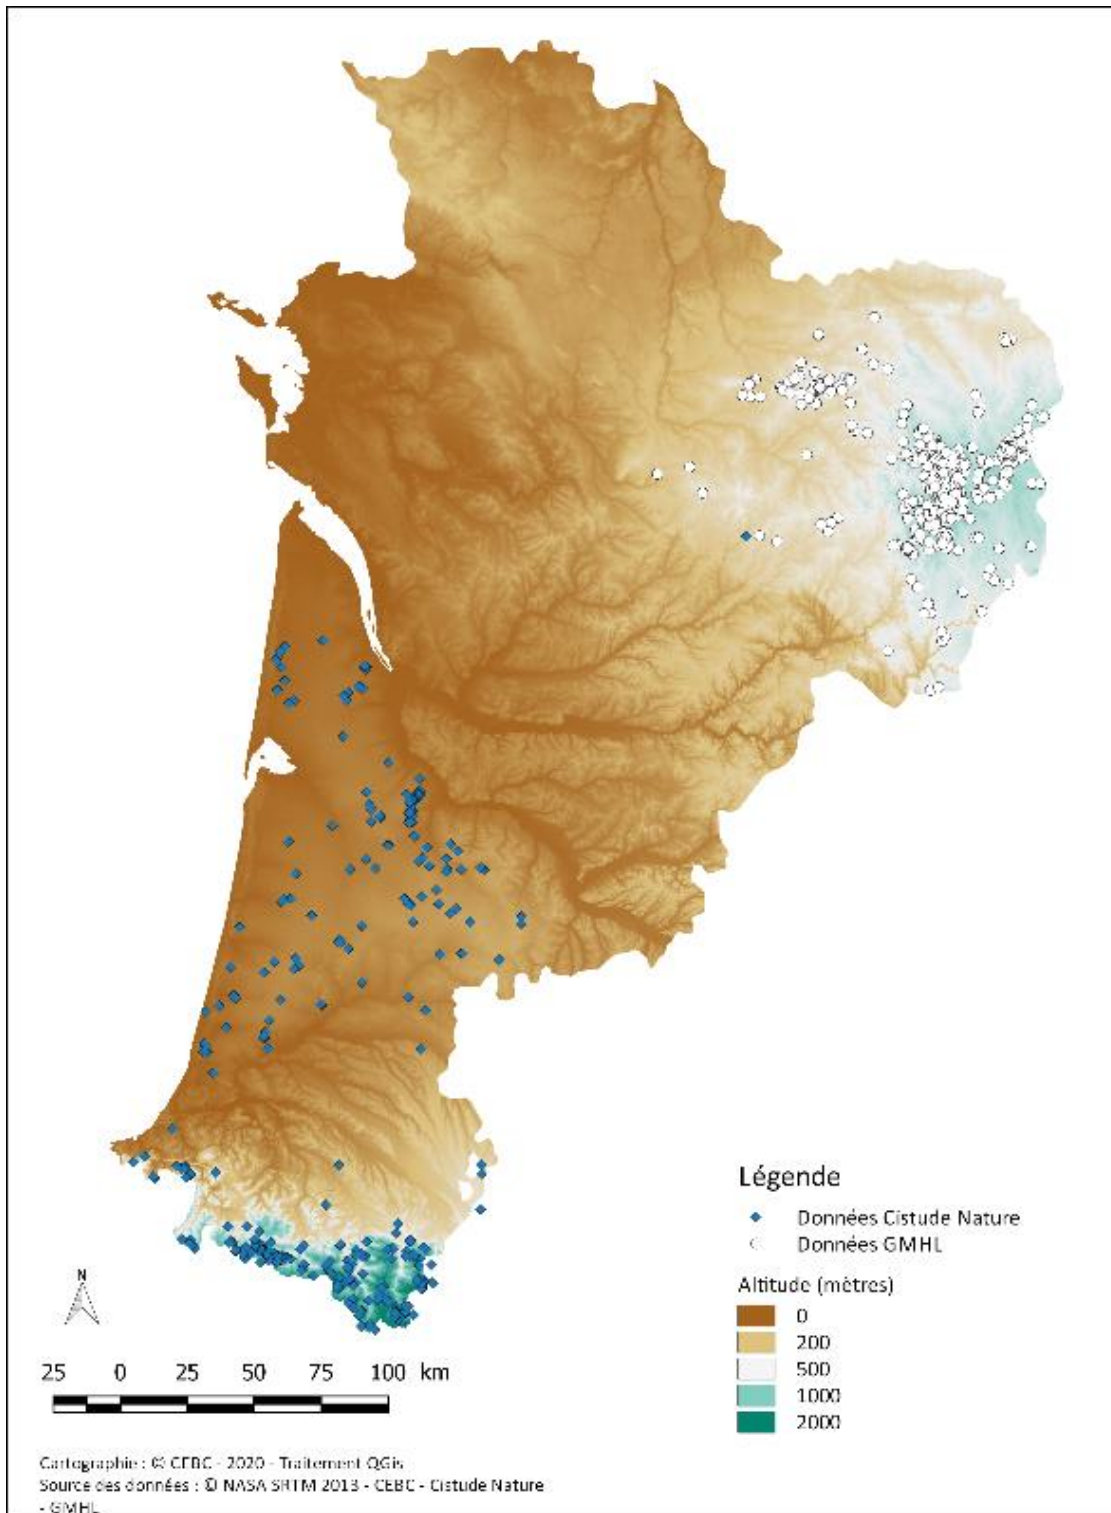 Légende
Données Cistude Nature
Données GMHL
Altitude (mètres)
0
200
500
1000
2000
N
25 0 25 50 75 100 km
Cartographie : © CEBC - 2020 - Traitement QGis
Source des données : © NASA SRTM 2013 - CEBC - Cistude Nature
- GMHL